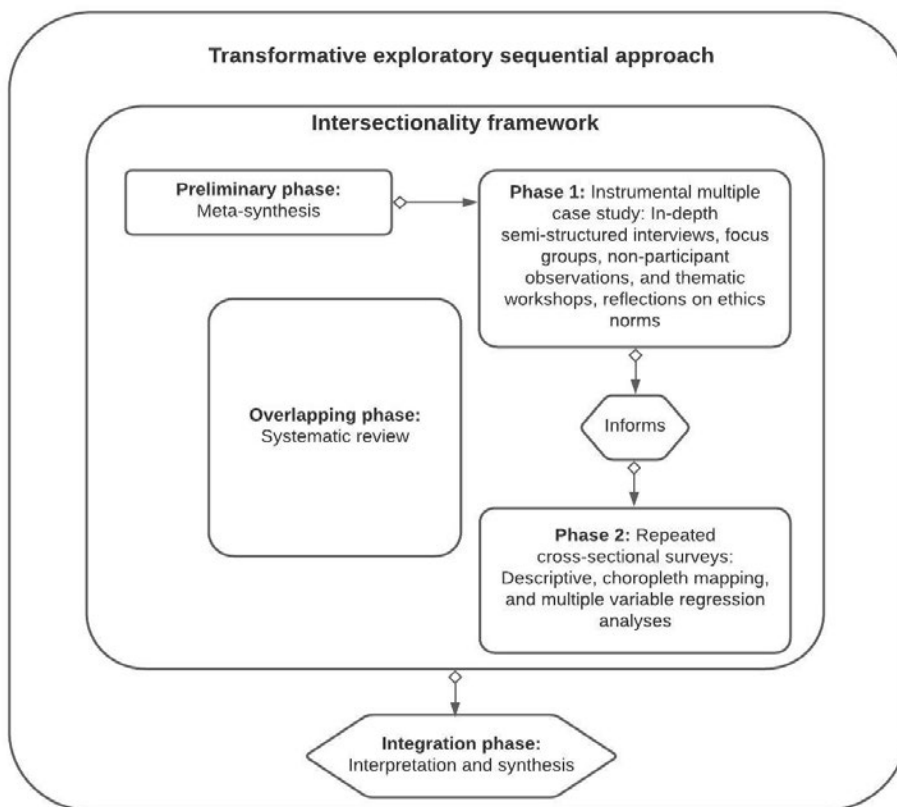 Transformative exploratory sequential approach
Intersectionality framework
Preliminary phase:
Meta-synthesis
Phase 1: Instrumental multiple
case study: In-depth
semi-structured interviews, focus
groups, non-participant
observations, and thematic
workshops, reflections on ethics
norms
Overlapping phase:
Systematic review
Informs
Phase 2: Repeated
cross-sectional surveys:
Descriptive, choropleth mapping,
and multiple variable regression
analyses
Integration phase:
Interpretation and synthesis